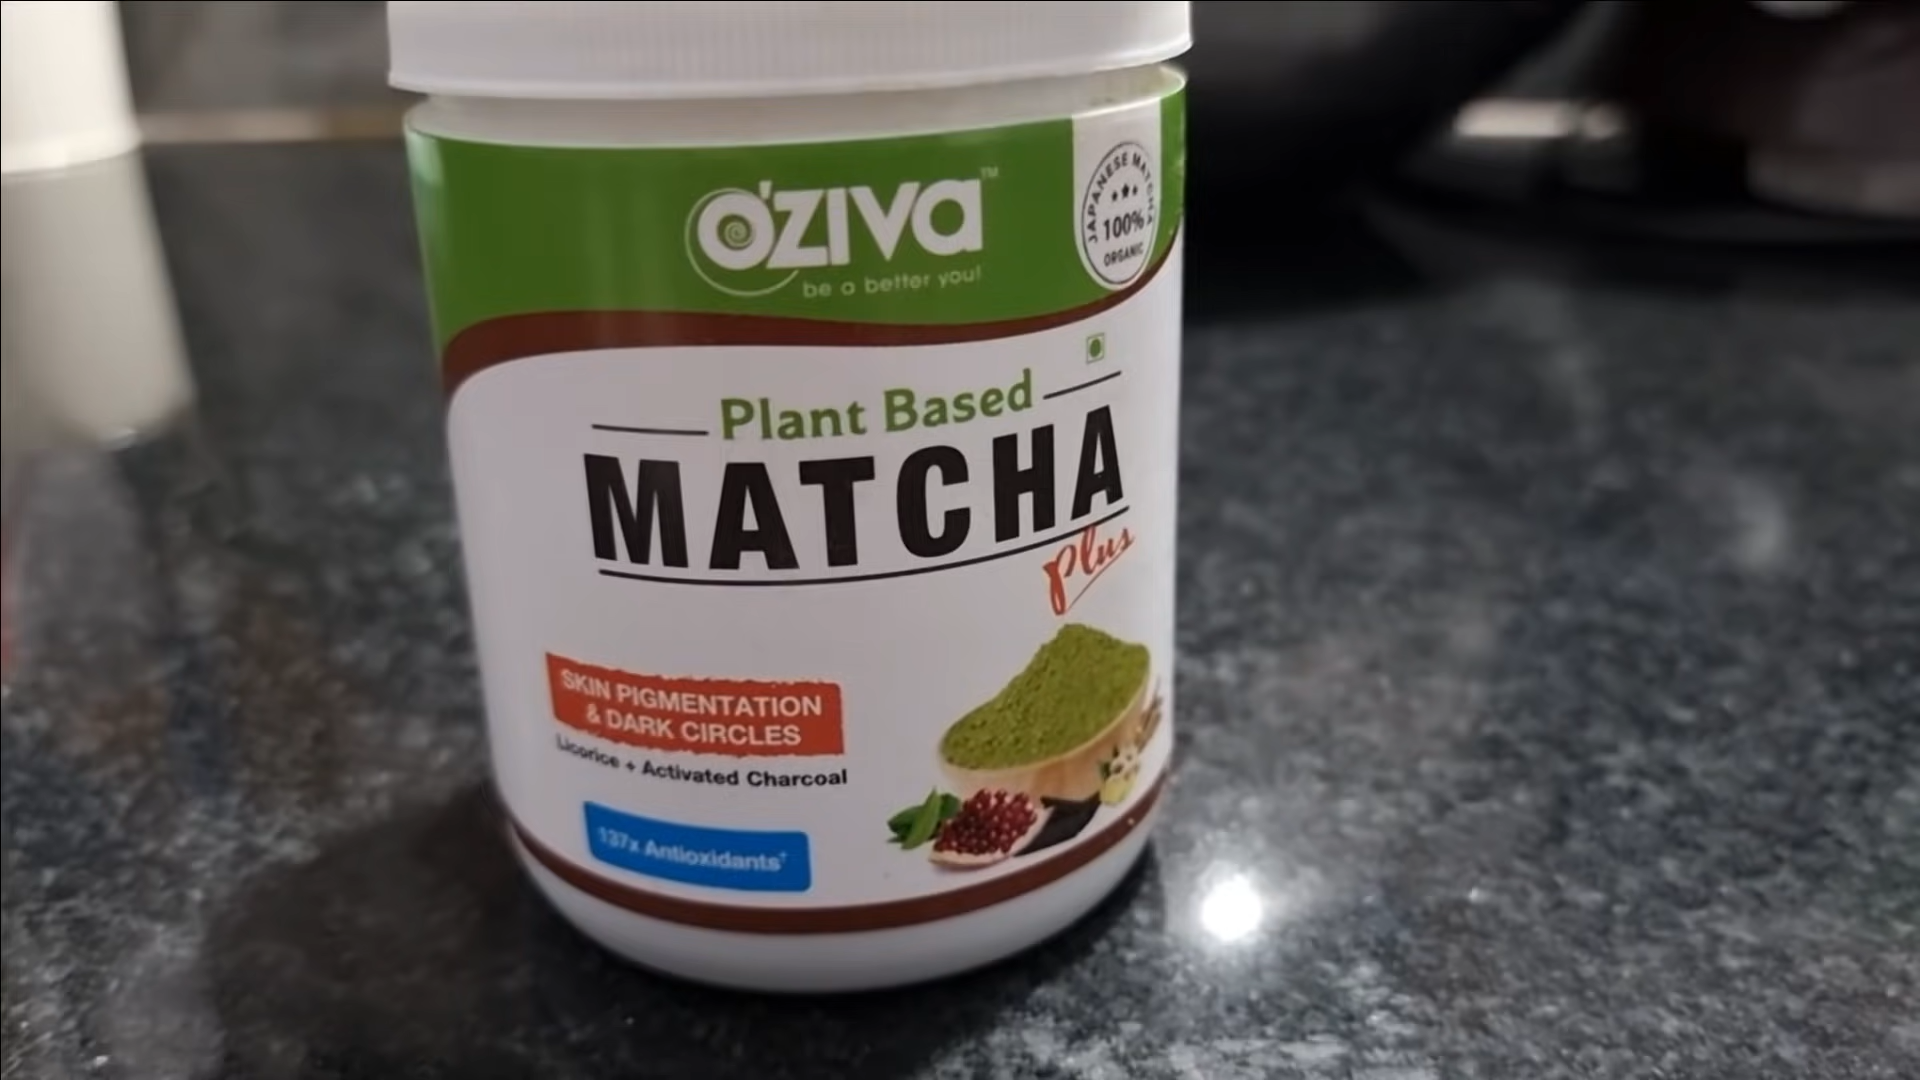 O'ZIVA™
be a better you!
JAPANESE MATCHA
100%
ORGANIC
Plant Based
MATCHA
Plus
SKIN PIGMENTATION
& DARK CIRCLES
Licorice + Activated Charcoal
137x Antioxidants†